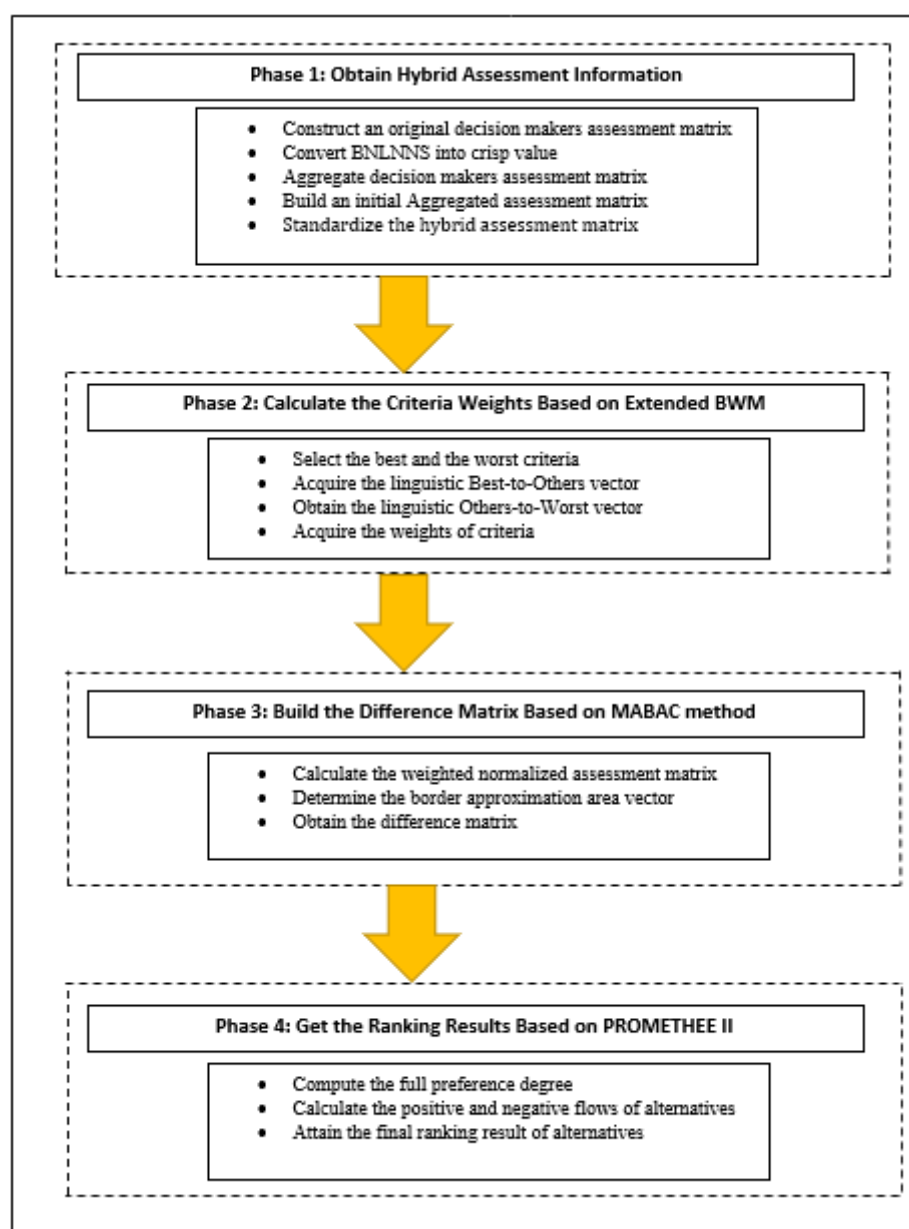 Phase 1: Obtain Hybrid Assessment Information
• Construct an original decision makers assessment matrix
• Convert BNLNNS into crisp value
• Aggregate decision makers assessment matrix
• Build an initial Aggregated assessment matrix
• Standardize the hybrid assessment matrix
Phase 2: Calculate the Criteria Weights Based on Extended BWM
• Select the best and the worst criteria
• Acquire the linguistic Best-to-Others vector
• Obtain the linguistic Others-to-Worst vector
• Acquire the weights of criteria
Phase 3: Build the Difference Matrix Based on MABAC method
• Calculate the weighted normalized assessment matrix
• Determine the border approximation area vector
• Obtain the difference matrix
Phase 4: Get the Ranking Results Based on PROMETHEE II
• Compute the full preference degree
• Calculate the positive and negative flows of alternatives
• Attain the final ranking result of alternatives